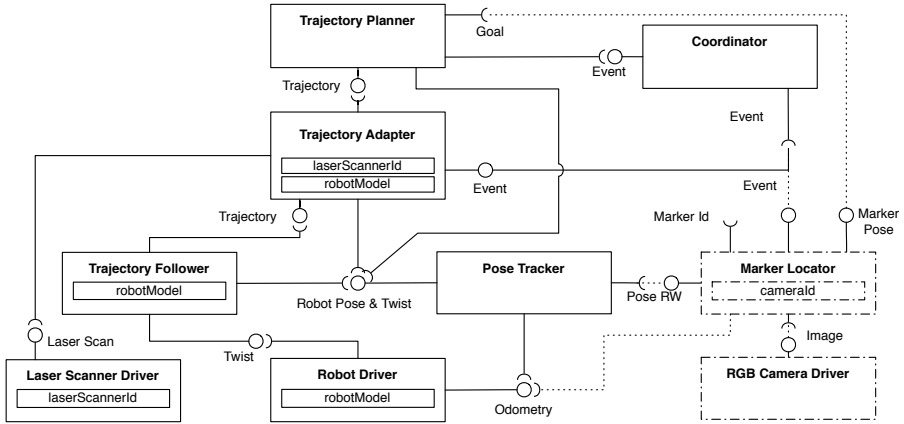 Trajectory Planner
Goal
Coordinator
Event
Trajectory
Event
Trajectory Adapter
laserScannerId
robotModel
Event
Event
Trajectory
Marker Id
Marker
Pose
Trajectory Follower
robotModel
Pose Tracker
Marker Locator
cameraId
Robot Pose & Twist
Pose RW
Laser Scan
Twist
Image
Laser Scanner Driver
laserScannerId
Robot Driver
robotModel
Odometry
RGB Camera Driver